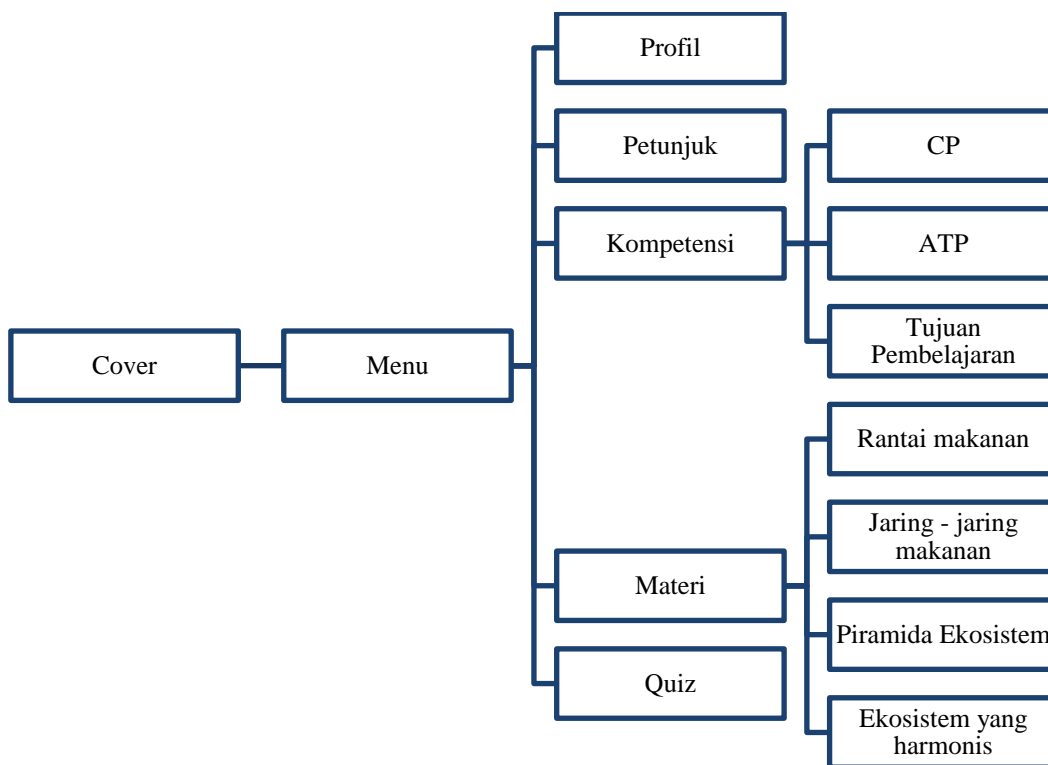 Cover
Menu
Profil
Petunjuk
Kompetensi
CP
ATP
Tujuan
Pembelajaran
Materi
Rantai makanan
Jaring - jaring
makanan
Piramida Ekosistem
Ekosistem yang
harmonis
Quiz